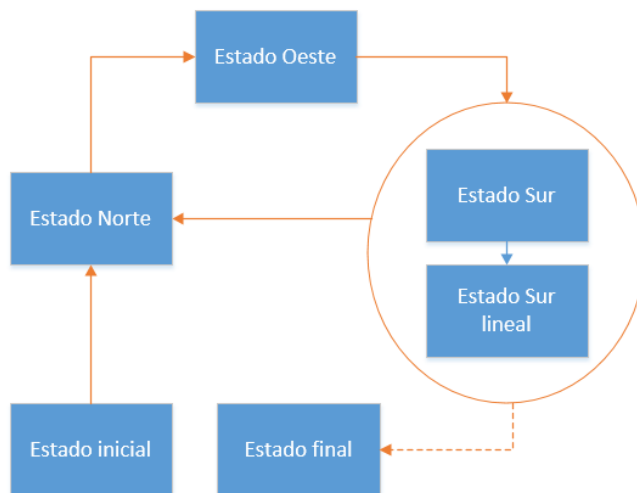 Estado Oeste
Estado Sur
Estado Norte
Estado Sur
lineal
Estado inicial
Estado final